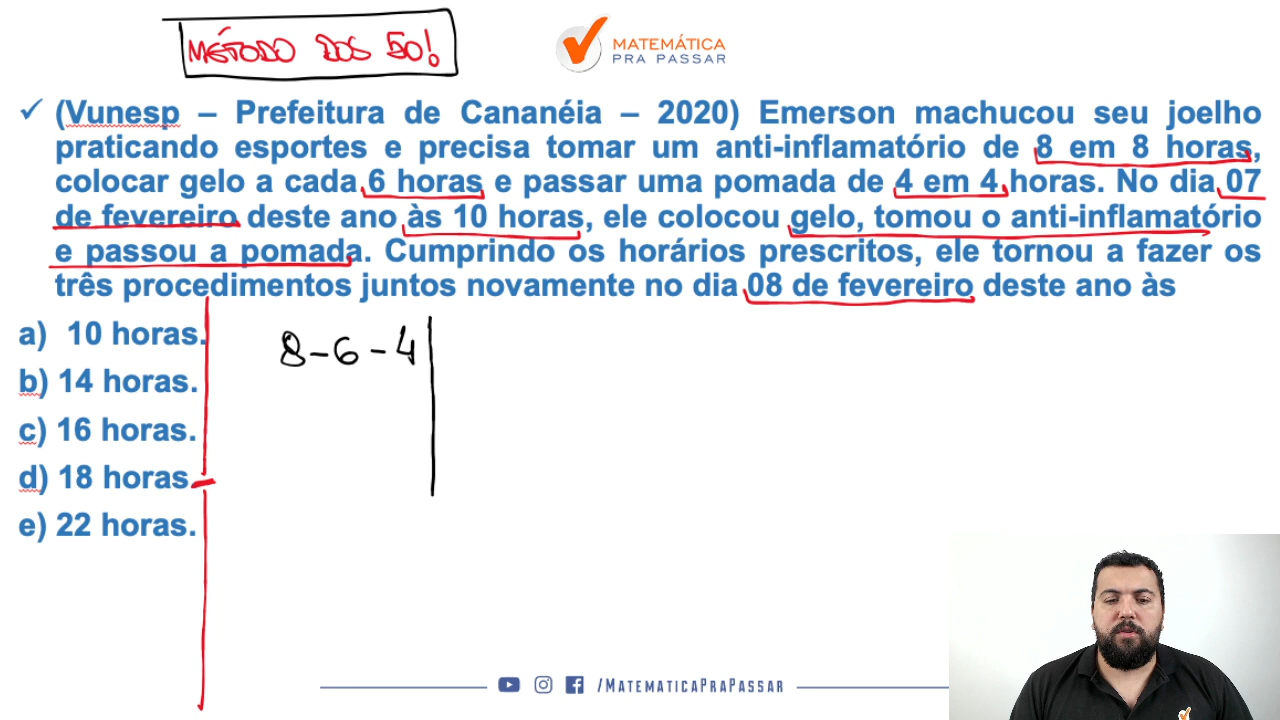 MÉTODO DOS 50!
MATEMÁTICA
PRA PASSAR
✓ (Vunesp – Prefeitura de Cananéia – 2020) Emerson machucou seu joelho
praticando esportes e precisa tomar um anti-inflamatório de 8 em 8 horas,
colocar gelo a cada 6 horas e passar uma pomada de 4 em 4 horas. No dia 07
de fevereiro deste ano às 10 horas, ele colocou gelo, tomou o anti-inflamatório
e passou a pomada. Cumprindo os horários prescritos, ele tornou a fazer os
três procedimentos juntos novamente no dia 08 de fevereiro deste ano às
a) 10 horas.
b) 14 horas.
c) 16 horas.
d) 18 horas.
e) 22 horas.
8 - 6 - 4
/MATEMATICAPRAPASSAR